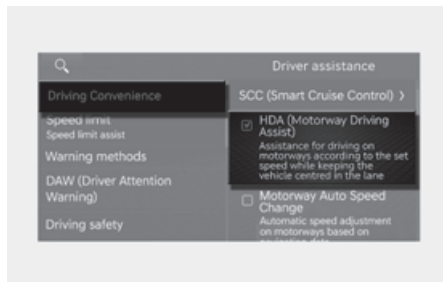 Driver assistance
Driving Convenience
Speed limit
Speed limit assist
Warning methods
DAW (Driver Attention
Warning)
Driving safety
SCC (Smart Cruise Control) >
HDA (Motorway Driving
Assist)
Assistance for driving on
motorways according to the set
speed while keeping the
vehicle centred in the lane
Motorway Auto Speed
Change
Automatic speed adjustment
on motorways based on
navigation data